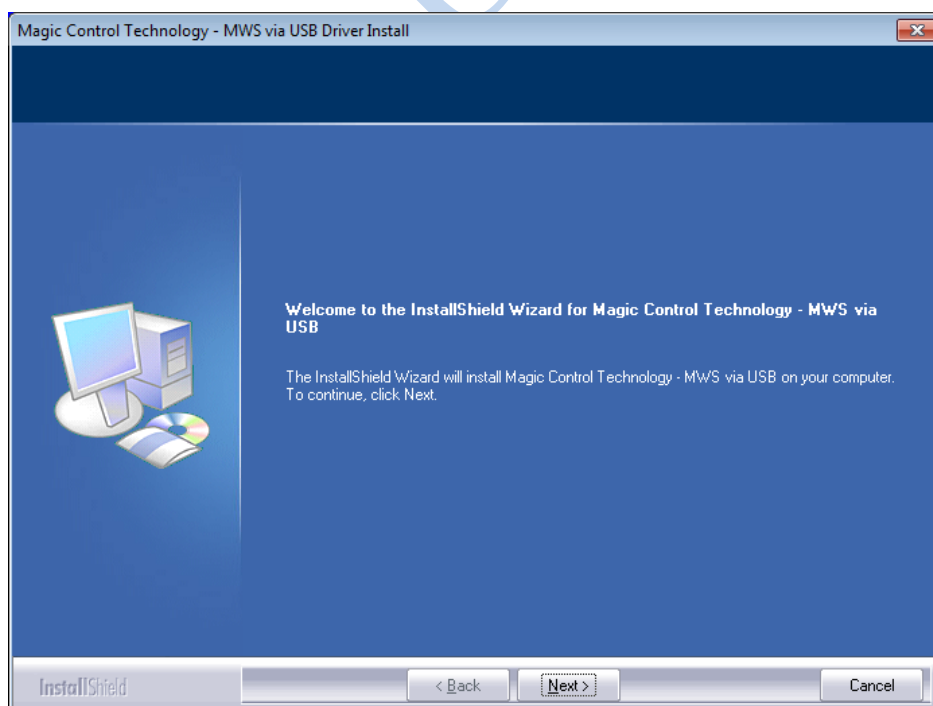 Magic Control Technology - MWS via USB Driver Install
Welcome to the InstallShield Wizard for Magic Control Technology - MWS via
USB
The InstallShield Wizard will install Magic Control Technology - MWS via USB on your computer.
To continue, click Next.
InstallShield
< Back
Next >
Cancel